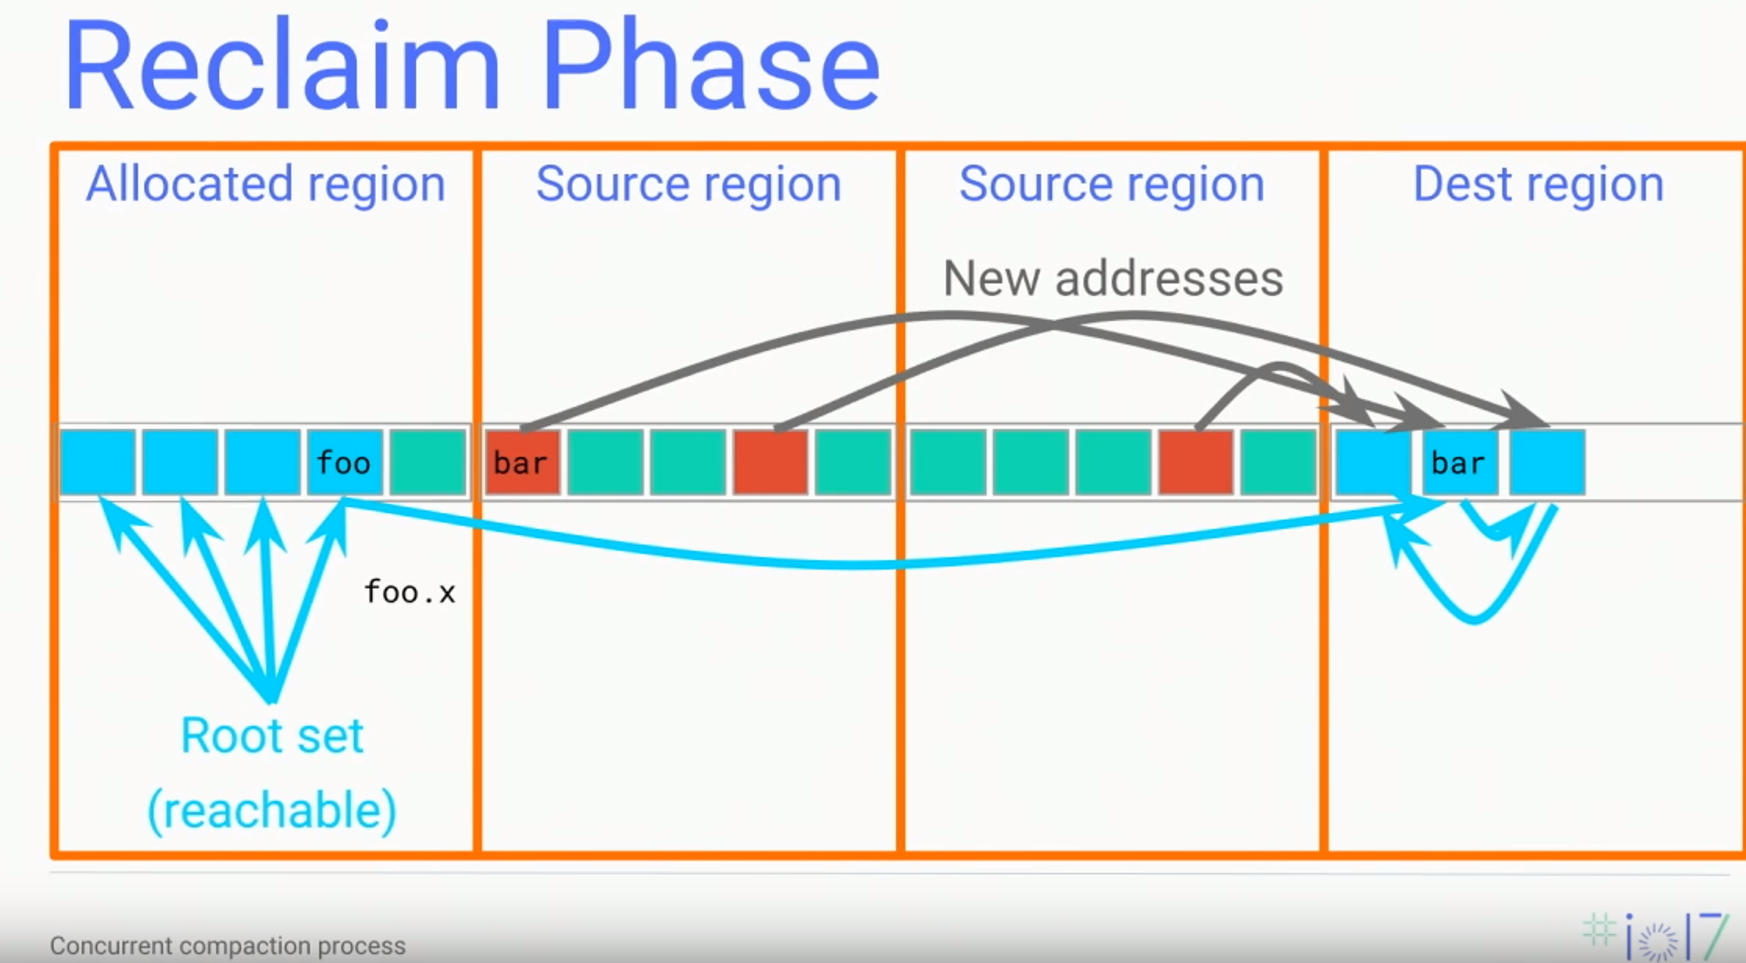 Reclaim Phase
Allocated region
Source region
Source region
Dest region
New addresses
foo
bar
bar
foo.x
Root set
(reachable)
Concurrent compaction process
#io17